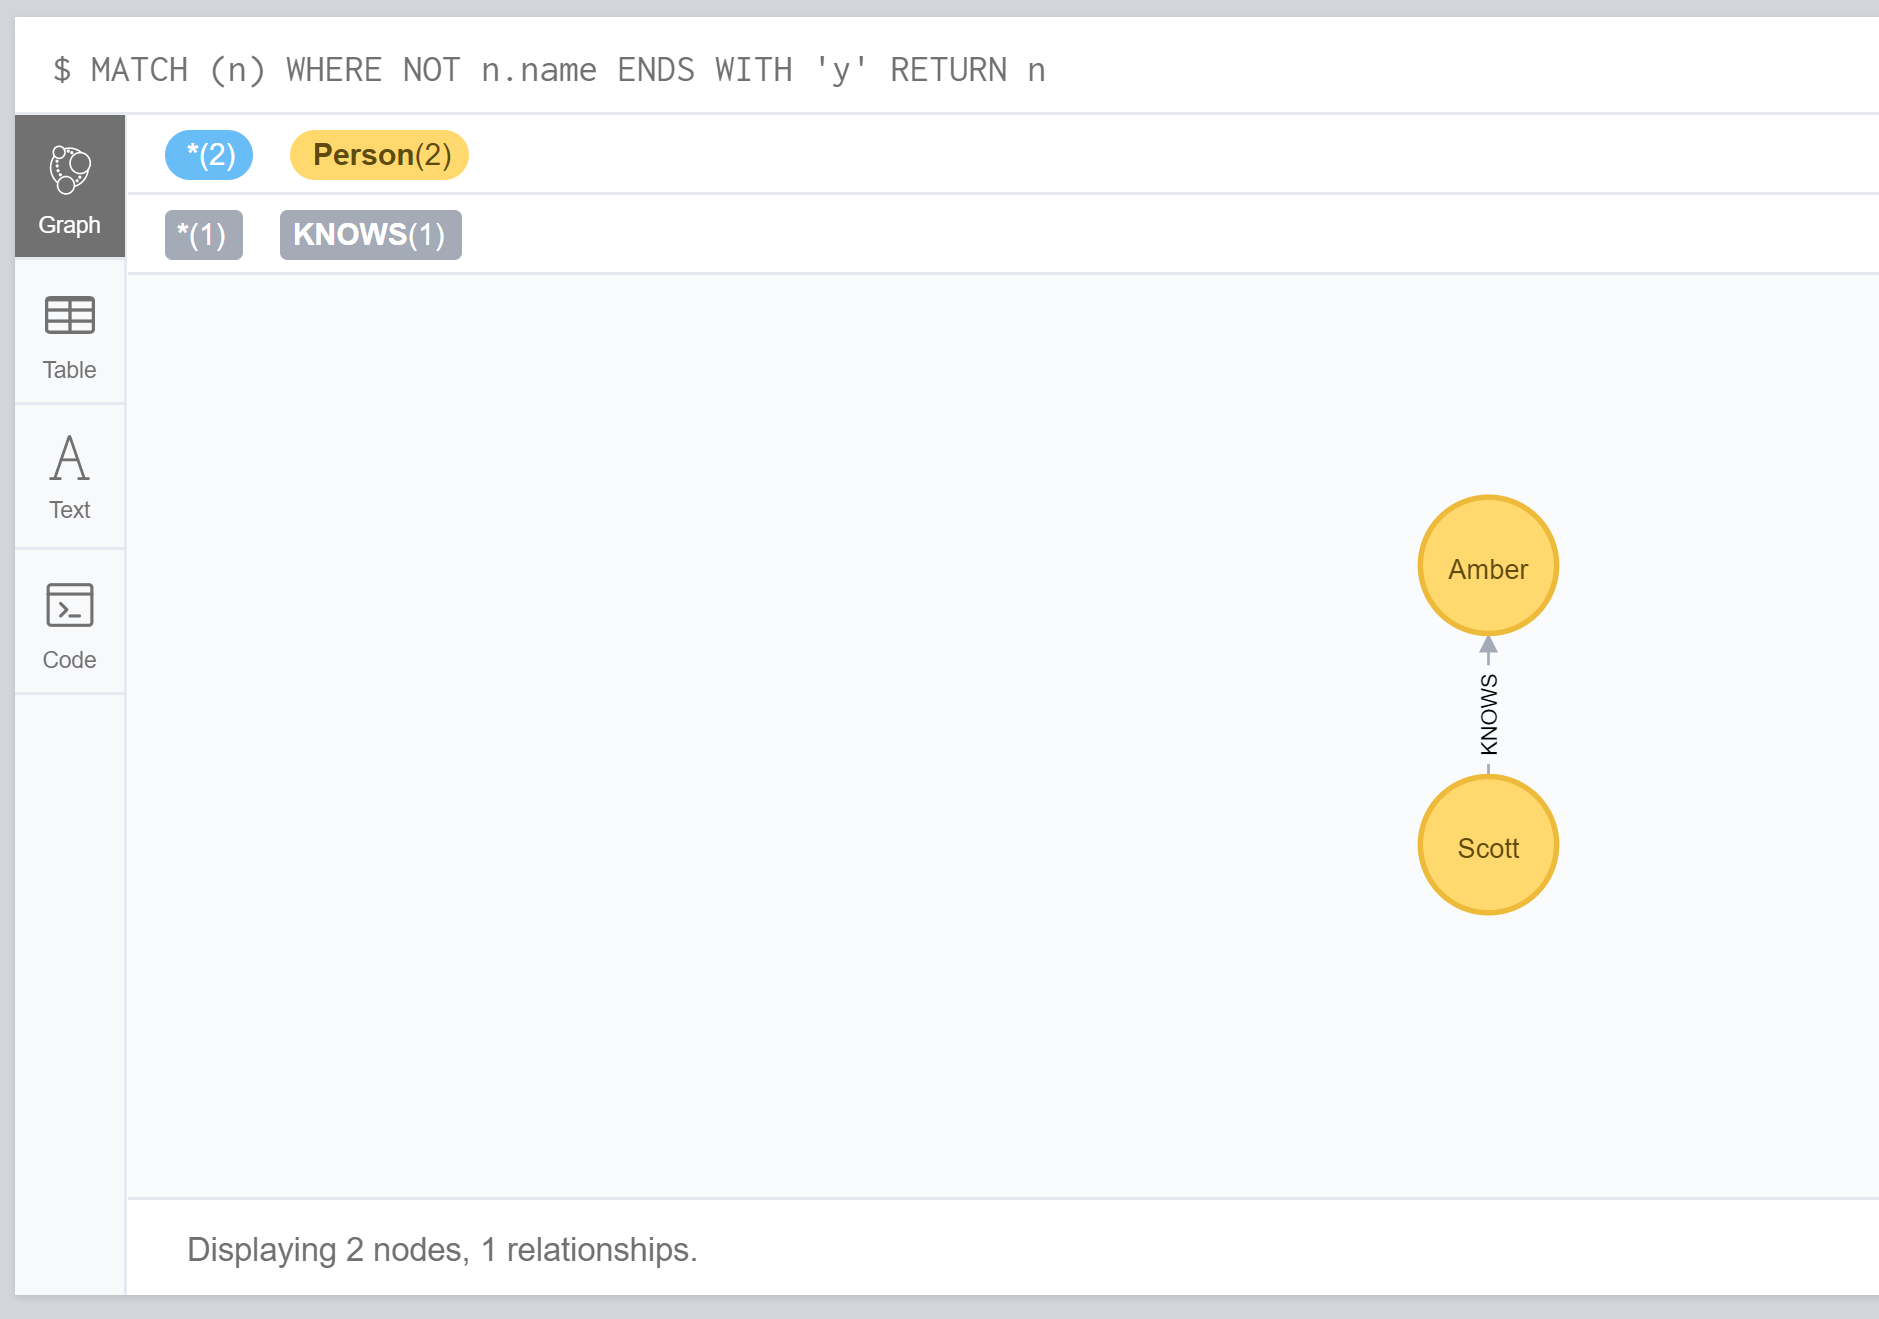 $ MATCH (n) WHERE NOT n.name ENDS WITH 'y' RETURN n
*(2) Person(2)
Graph
*(1) KNOWS(1)
Table
Text
Code
Amber
KNOWS
Scott
Displaying 2 nodes, 1 relationships.